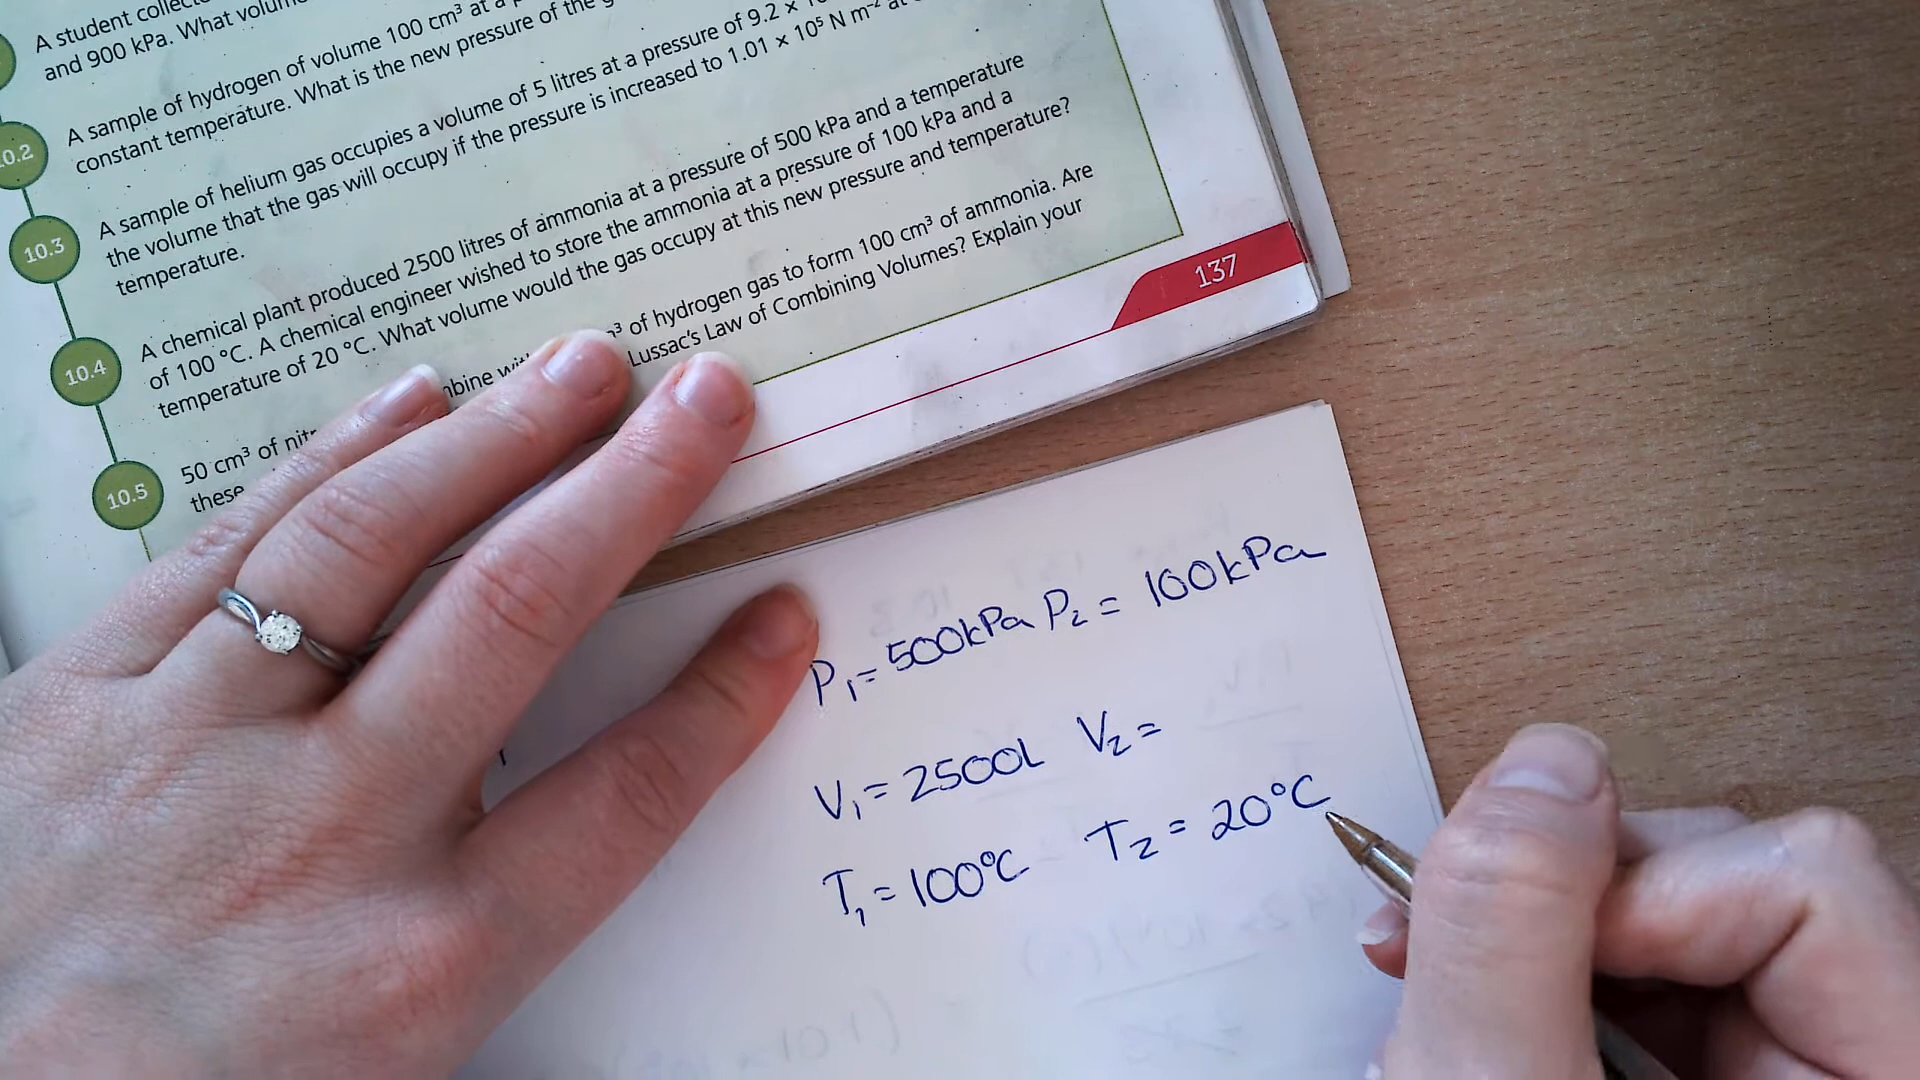 A student
and 900 kPa. What
10.2
A sample of hydrogen of volume 100 cm³ at a
constant temperature. What is the new pressure of the
10.3
A sample of helium gas occupies a volume of 5 litres at a pressure of 9.2 ×
the volume that the gas will occupy if the pressure is increased to 1.01 × 10⁵ N m⁻² at
temperature.
10.4
A chemical plant produced 2500 litres of ammonia at a pressure of 500 kPa and a temperature
of 100 °C. A chemical engineer wished to store the ammonia at a pressure of 100 kPa and a
temperature of 20 °C. What volume would the gas occupy at this new pressure and temperature?
10.5
50 cm³ of of hydrogen gas to form 100 cm³ of ammonia. Are
these Lussac's Law of Combining Volumes? Explain your
137
P₁ = 500kPa P₂ = 100kPa
V₁ = 2500L V₂ =
T₁ = 100°C T₂ = 20°C